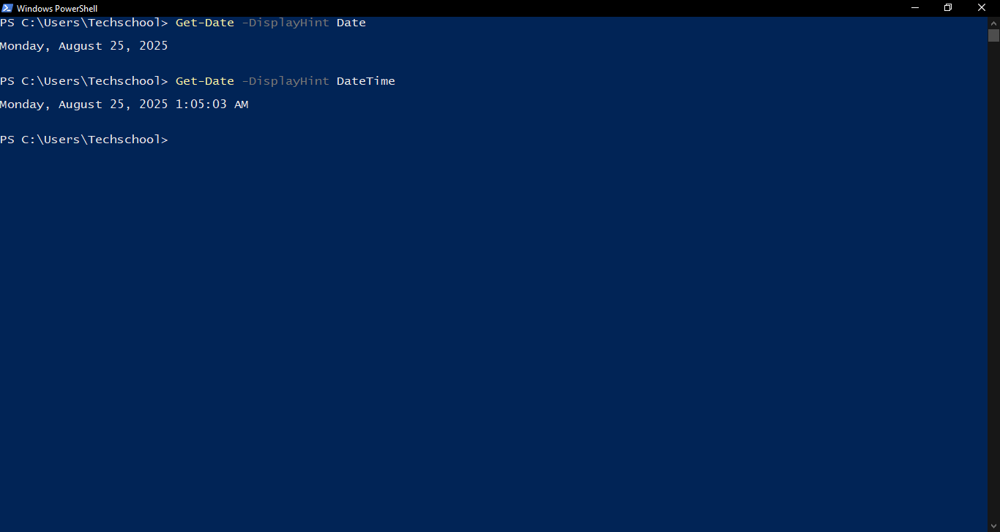 Windows PowerShell
PS C:\Users\Techschool> Get-Date -DisplayHint Date
Monday, August 25, 2025
PS C:\Users\Techschool> Get-Date -DisplayHint DateTime
Monday, August 25, 2025 1:05:03 AM
PS C:\Users\Techschool>